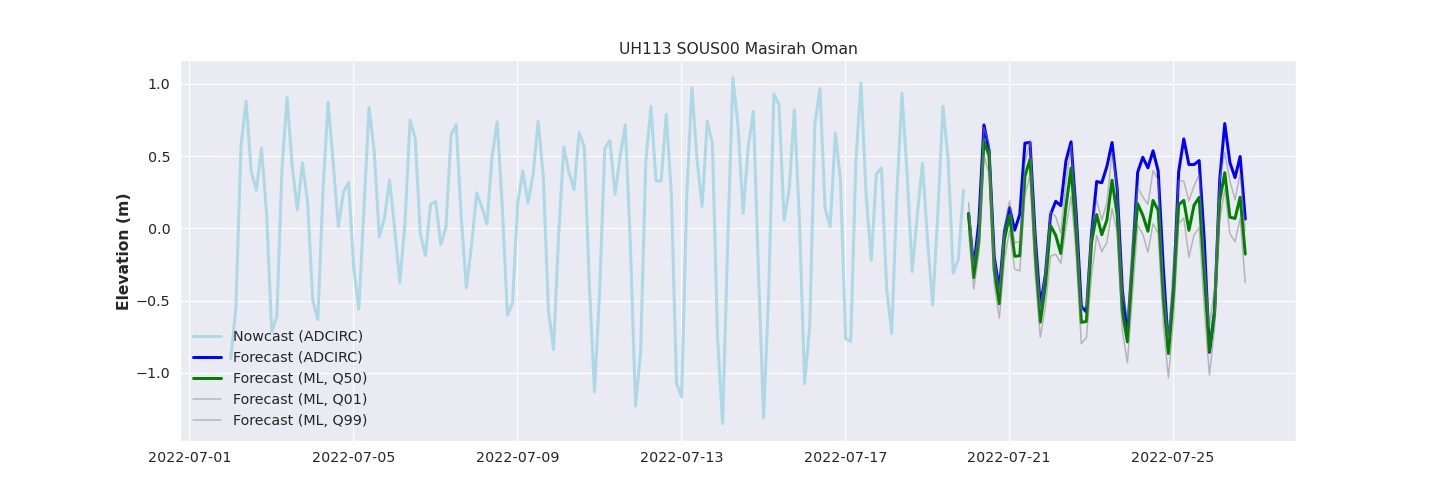 UH113 SOUS00 Masirah Oman
Elevation (m)
1.0
0.5
0.0
−0.5
−1.0
Nowcast (ADCIRC)
Forecast (ADCIRC)
Forecast (ML, Q50)
Forecast (ML, Q01)
Forecast (ML, Q99)
2022-07-01 2022-07-05 2022-07-09 2022-07-13 2022-07-17 2022-07-21 2022-07-25